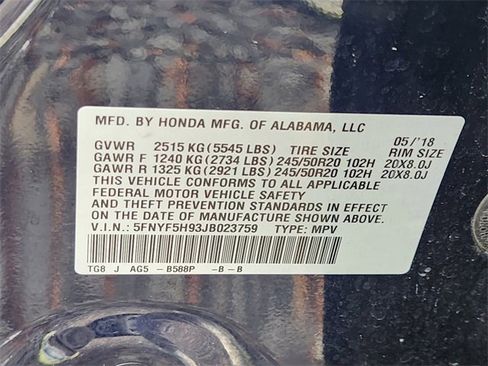 MFD. BY HONDA MFG. OF ALABAMA, LLC 05/'18
GVWR 2515 KG(5545 LBS) TIRE SIZE RIM SIZE
GAWR F 1240 KG(2734 LBS) 245/50R20 102H 20X8.0J
GAWR R 1325 KG(2921 LBS) 245/50R20 102H 20X8.0J
THIS VEHICLE CONFORMS TO ALL APPLICABLE
FEDERAL MOTOR VEHICLE SAFETY
AND THEFT PREVENTION STANDARDS IN
EFFECT ON THE DATE OF MANUFACTURE SHOWN ABOVE.
V.I.N.: 5FNYF5H93JB023759 TYPE: MPV
TG8 J AG5 -B588P -B-B